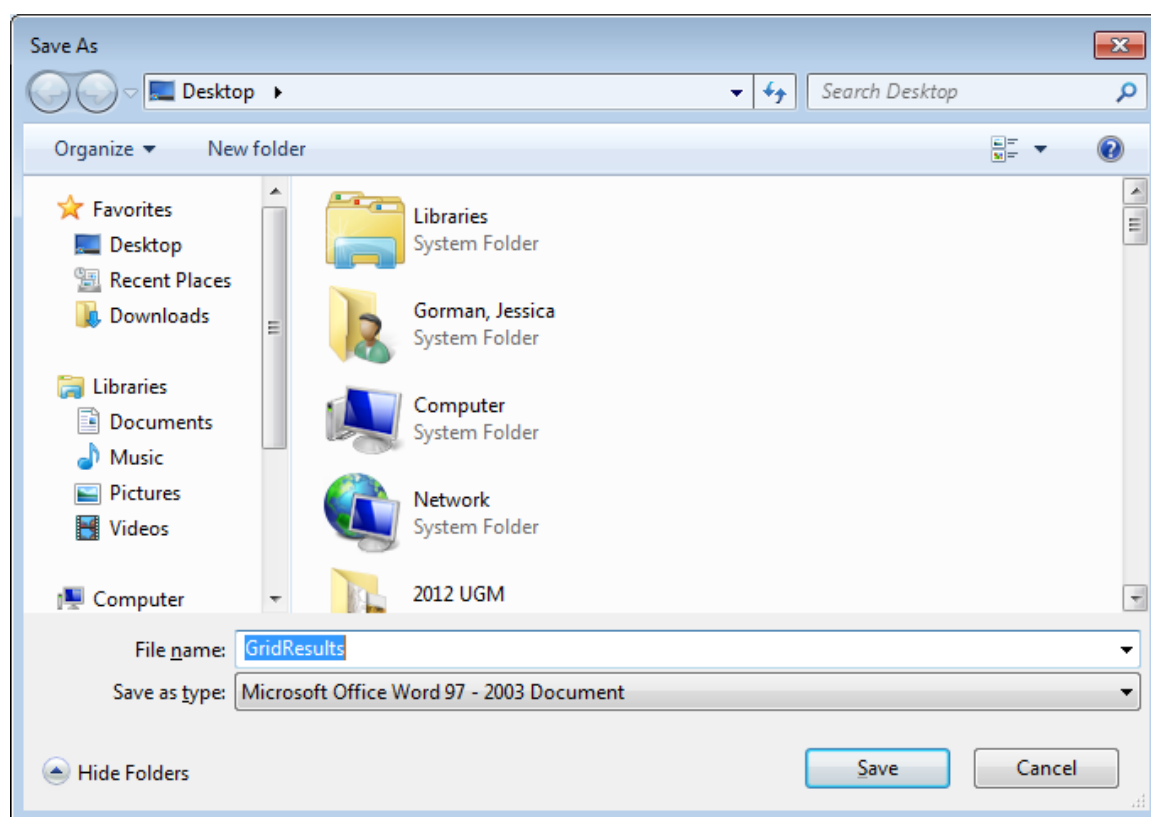 Save As
Desktop
Search Desktop
Organize
New folder
Favorites
Desktop
Recent Places
Downloads
Libraries
Documents
Music
Pictures
Videos
Computer
Libraries
System Folder
Gorman, Jessica
System Folder
Computer
System Folder
Network
System Folder
2012 UGM
File name: GridResults
Save as type: Microsoft Office Word 97 - 2003 Document
Hide Folders
Save
Cancel